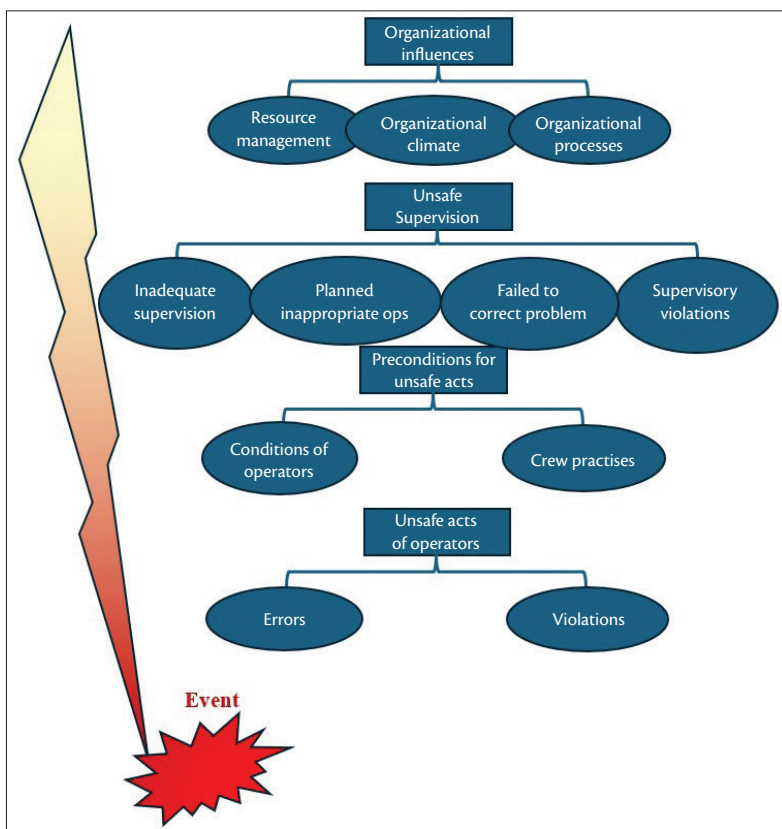 Organizational
influences
Resource
management
Organizational
climate
Organizational
processes
Unsafe
Supervision
Inadequate
supervision
Planned
inappropriate ops
Failed to
correct problem
Supervisory
violations
Preconditions for
unsafe acts
Conditions of
operators
Crew practises
Unsafe acts
of operators
Errors
Violations
Event